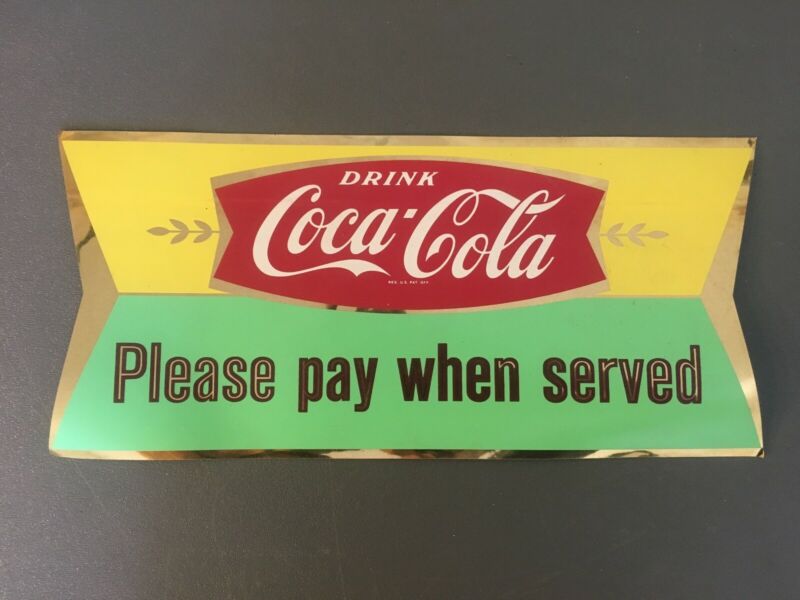 DRINK
Coca-Cola
REG. U.S. PAT. OFF.
Please pay when served